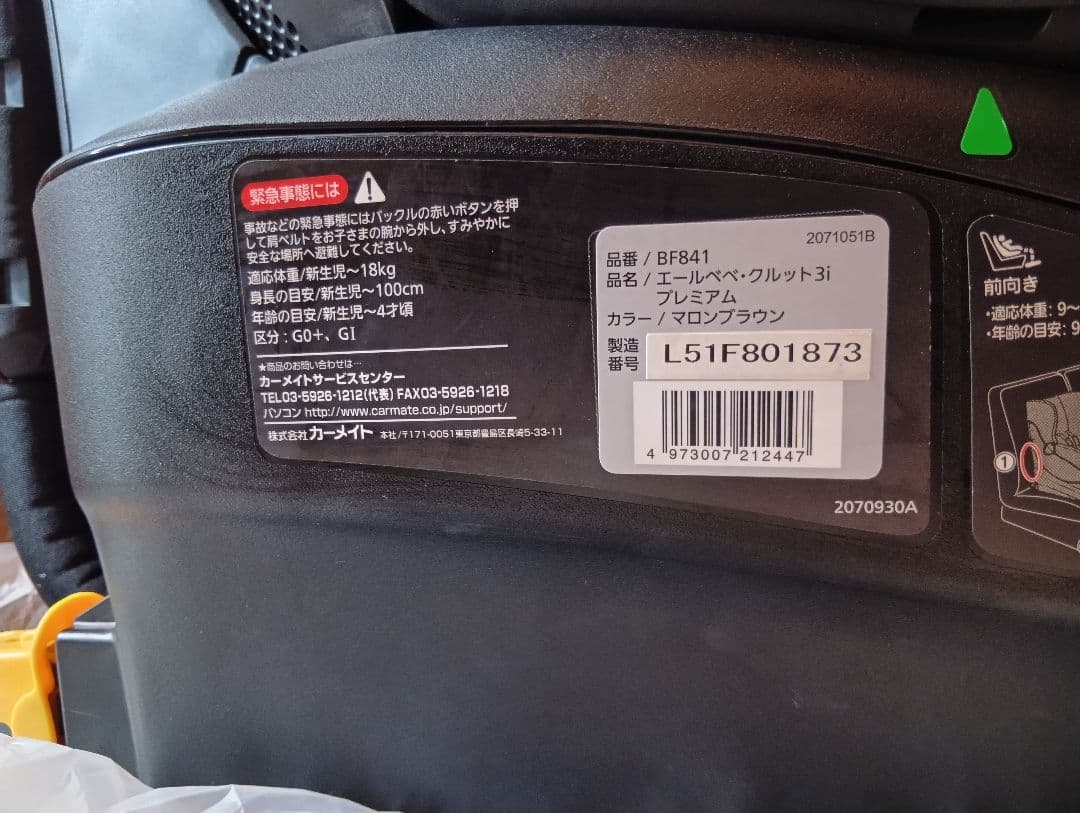 緊急事態には
事故などの緊急事態にはバックルの赤いボタンを押
して肩ベルトをお子さまの腕から外し、すみやかに
安全な場所へ避難してください。
適応体重/新生児～18kg
身長の目安/新生児～100cm
年齢の目安/新生児～4才頃
区分：G0＋、GI
★商品のお問い合わせは…
カーメイトサービスセンター
TEL03-5926-1212(代表) FAX03-5926-1218
パソコン http://www.carmate.co.jp/support/
株式会社 カーメイト 本社/〒171-0051東京都豊島区長崎5-33-11
2071051B
品番 / BF841
品名 / エールベベ・クルット3i
プレミアム
カラー / マロンブラウン
製造
番号
L51F801873
4 973007 212447
2070930A
前向き
・適応体重：9～
・年齢の目安：9
1